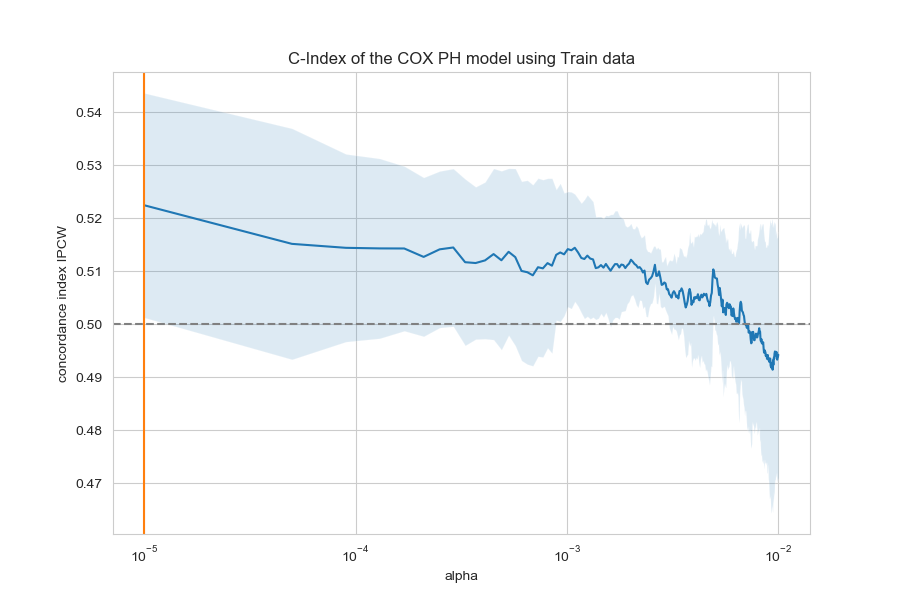 C-Index of the COX PH model using Train data
concordance index IPCW
0.54
0.53
0.52
0.51
0.50
0.49
0.48
0.47
10⁻⁵ 10⁻⁴ 10⁻³ 10⁻²
alpha